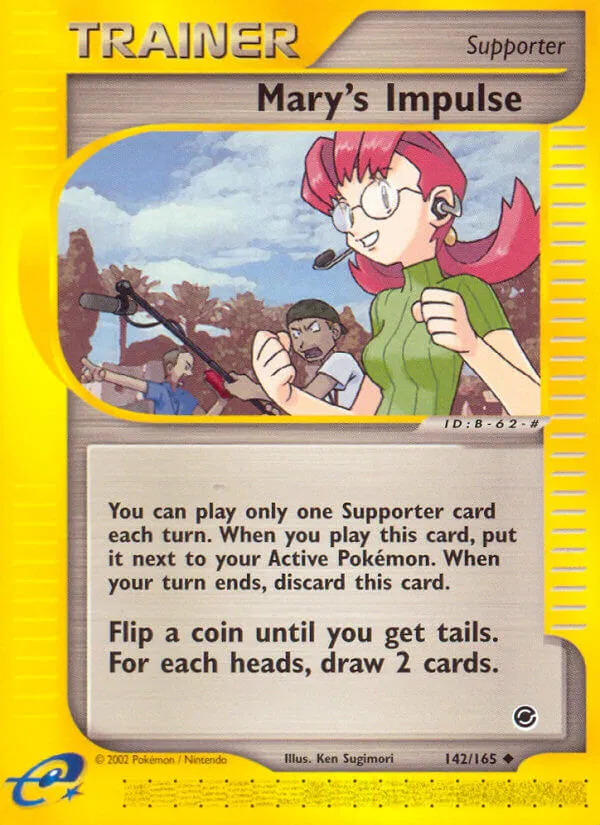 TRAINER
Supporter
Mary's Impulse
ID:B-62-#
You can play only one Supporter card
each turn. When you play this card, put
it next to your Active Pokémon. When
your turn ends, discard this card.
Flip a coin until you get tails.
For each heads, draw 2 cards.
© 2002 Pokémon / Nintendo
Illus. Ken Sugimori
142/165 ◆
e